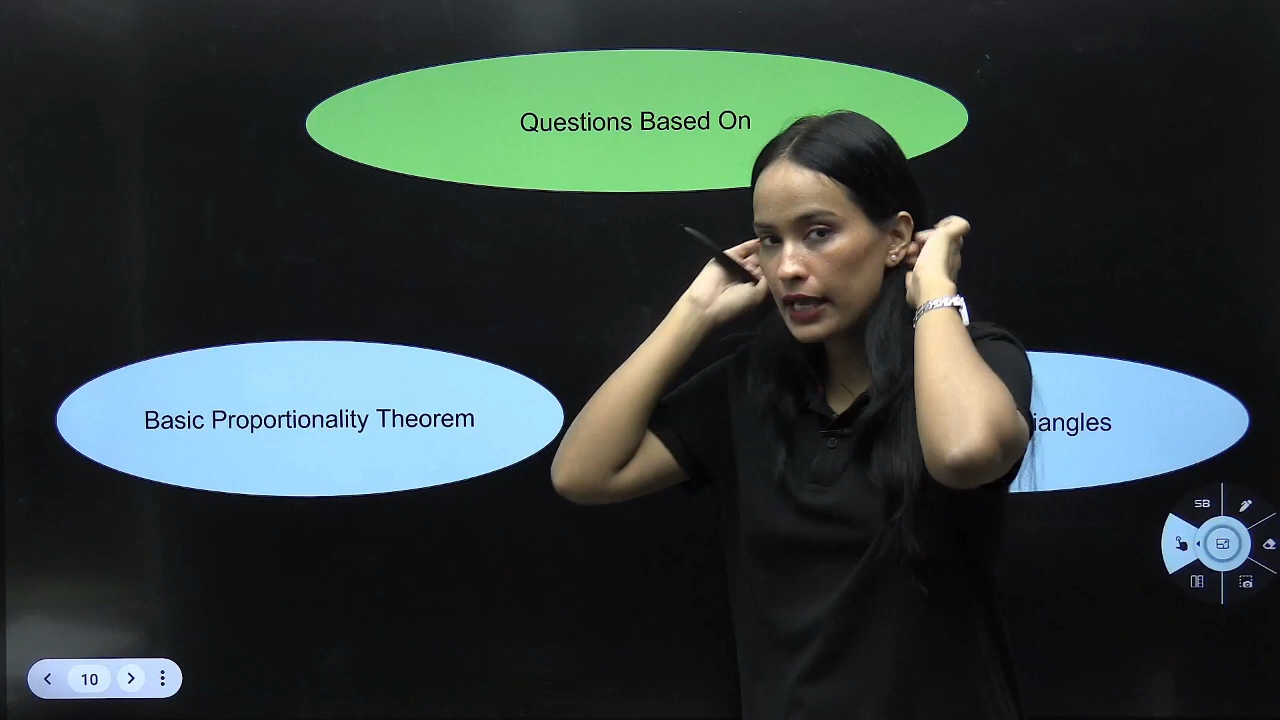 Questions Based On
Basic Proportionality Theorem
iangles
SB
10